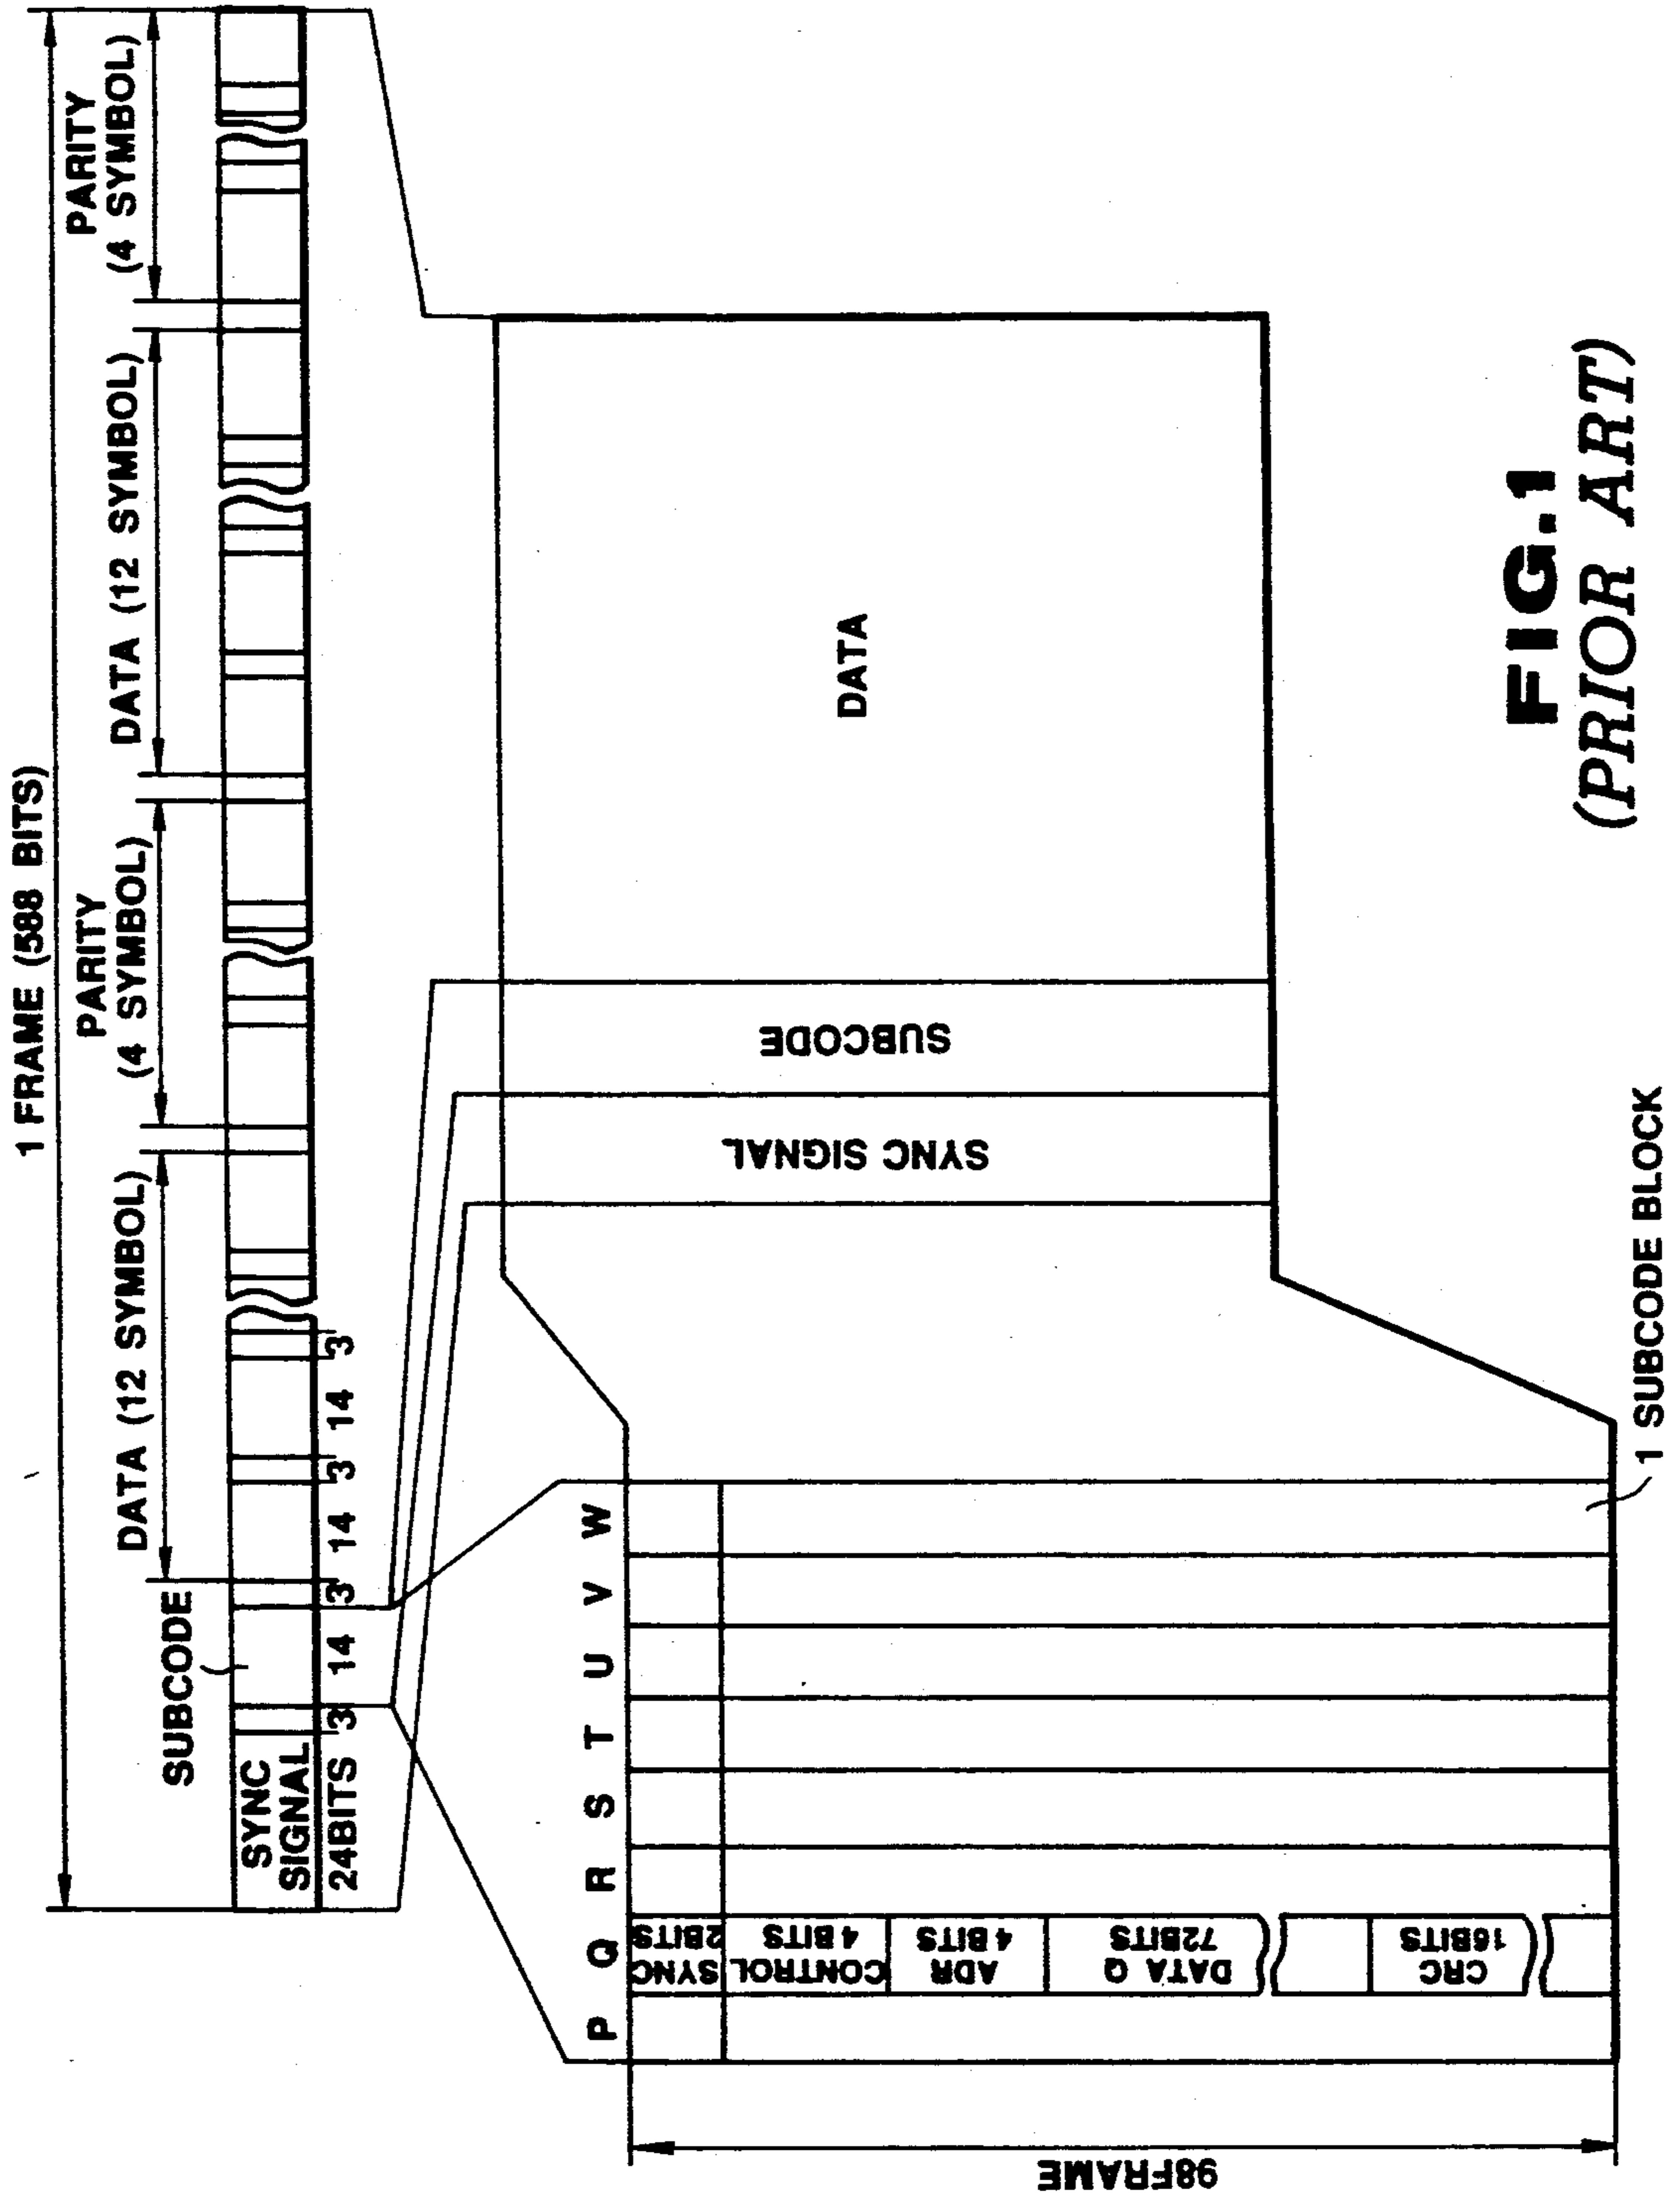 1 FRAME (588 BITS)
PARITY
(4 SYMBOL)
DATA (12 SYMBOL)
PARITY
(4 SYMBOL)
DATA (12 SYMBOL)
SUBCODE
SYNC
SIGNAL
24BITS 3 14 3 14 3 14 3
P Q R S T U V W
SYNC
2BITS
CONTROL
4 BITS
ADR
4 BITS
DATA Q
72BITS
CRC
16BITS
98FRAME
SYNC SIGNAL
SUBCODE
DATA
1 SUBCODE BLOCK
FIG.1
(PRIOR ART)